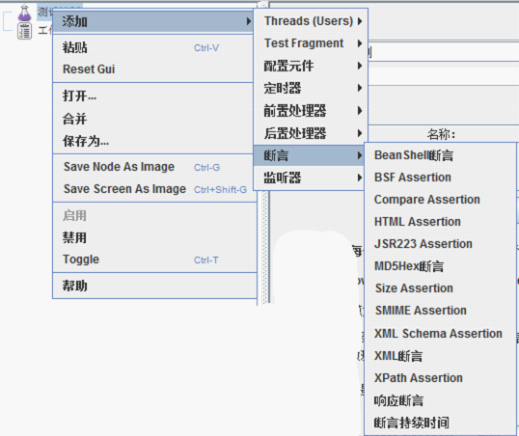 测试
添加
粘贴 Ctrl-V
Reset Gui
打开...
合并
保存为...
Save Node As Image Ctrl-G
Save Screen As Image Ctrl+Shift-G
启用
禁用
Toggle Ctrl-T
帮助
Threads (Users)
Test Fragment
配置元件
定时器
前置处理器
后置处理器
断言
监听器
名称:
BeanShell断言
BSF Assertion
Compare Assertion
HTML Assertion
JSR223 Assertion
MD5Hex断言
Size Assertion
SMIME Assertion
XML Schema Assertion
XML断言
XPath Assertion
响应断言
断言持续时间